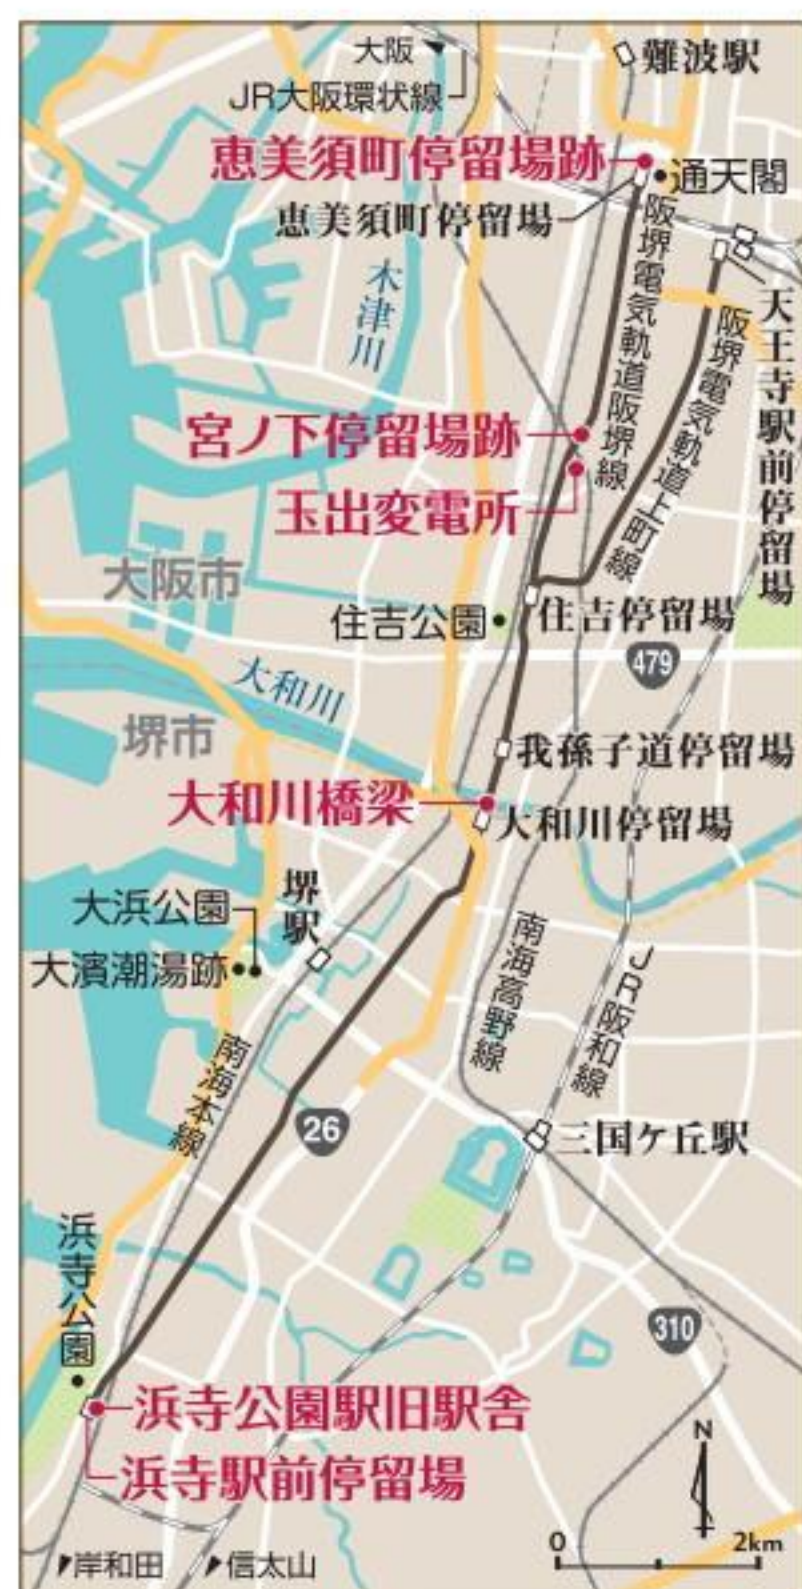 大阪
難波駅
JR大阪環状線
恵美須町停留場跡
通天閣
恵美須町停留場
阪堺電気軌道阪堺線
木津川
天王寺駅前停留場
阪堺電気軌道上町線
宮ノ下停留場跡
玉出変電所
大阪市
住吉公園
住吉停留場
479
大和川
堺市
我孫子道停留場
大和川橋梁
大和川停留場
堺駅
大浜公園
大濱潮湯跡
南海高野線
JR阪和線
南海本線
26
三国ケ丘駅
浜寺公園
310
浜寺公園駅旧駅舎
浜寺駅前停留場
N
0 2km
岸和田
信太山